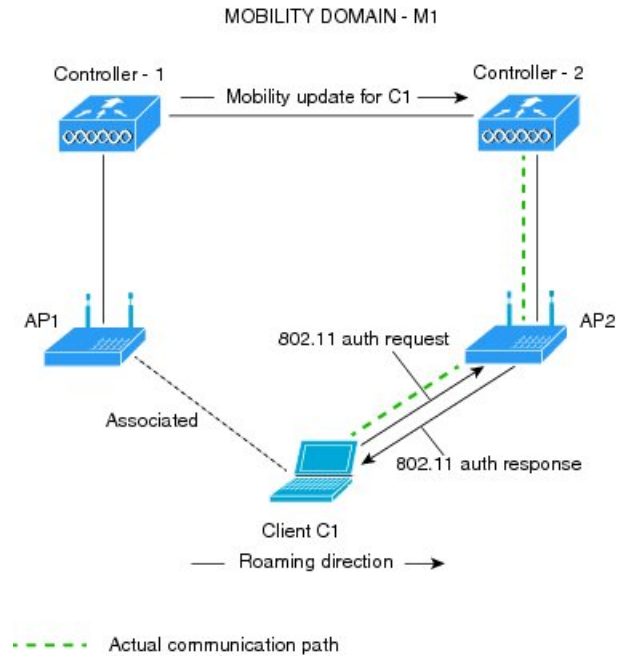 MOBILITY DOMAIN - M1
Controller - 1
Controller - 2
Mobility update for C1
AP1
AP2
802.11 auth request
Associated
802.11 auth response
Client C1
Roaming direction
Actual communication path